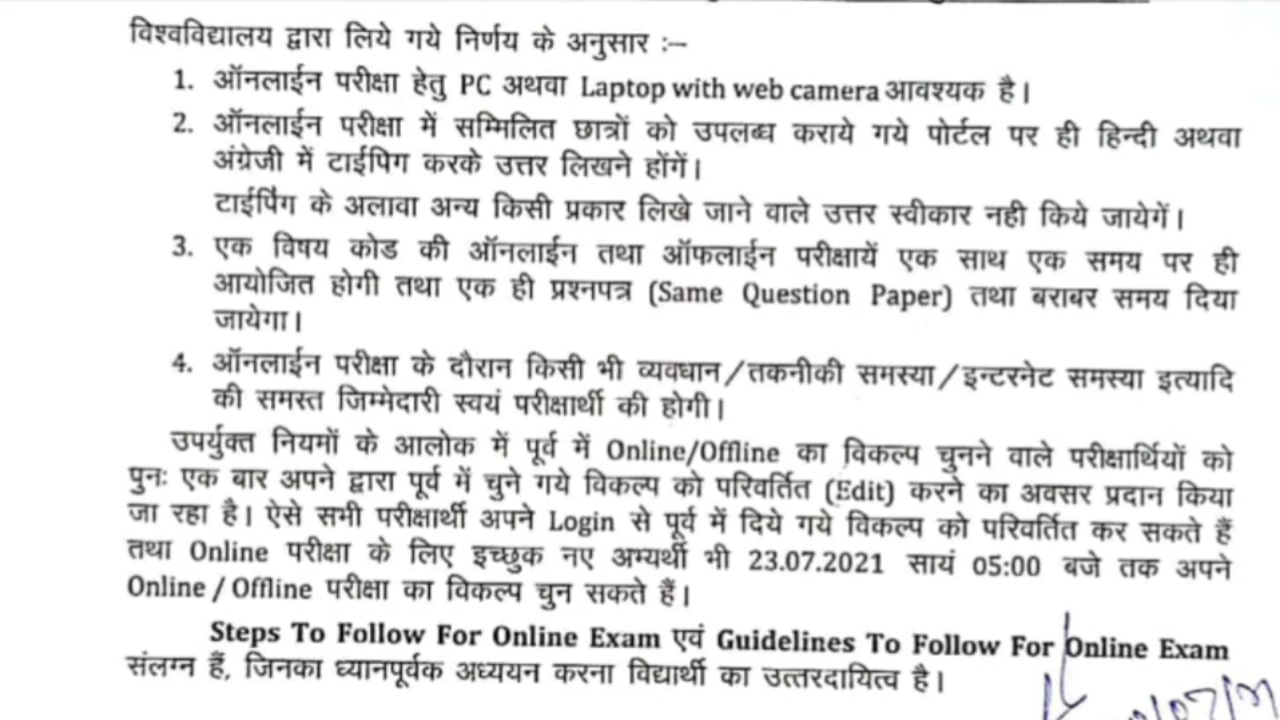 विश्वविद्यालय द्वारा लिये गये निर्णय के अनुसार :–
1. ऑनलाईन परीक्षा हेतु PC अथवा Laptop with web camera आवश्यक है।
2. ऑनलाईन परीक्षा में सम्मिलित छात्रों को उपलब्ध कराये गये पोर्टल पर ही हिन्दी अथवा
अंग्रेजी में टाईपिग करके उत्तर लिखने होंगें।
टाईपिंग के अलावा अन्य किसी प्रकार लिखे जाने वाले उत्तर स्वीकार नही किये जायेगें।
3. एक विषय कोड की ऑनलाईन तथा ऑफलाईन परीक्षायें एक साथ एक समय पर ही
आयोजित होगी तथा एक ही प्रश्नपत्र (Same Question Paper) तथा बराबर समय दिया
जायेगा।
4. ऑनलाईन परीक्षा के दौरान किसी भी व्यवधान/तकनीकी समस्या/इन्टरनेट समस्या इत्यादि
की समस्त जिम्मेदारी स्वयं परीक्षार्थी की होगी।
उपर्युक्त नियमों के आलोक में पूर्व में Online/Offline का विकल्प चुनने वाले परीक्षार्थियों को
पुनः एक बार अपने द्वारा पूर्व में चुने गये विकल्प को परिवर्तित (Edit) करने का अवसर प्रदान किया
जा रहा है। ऐसे सभी परीक्षार्थी अपने Login से पूर्व में दिये गये विकल्प को परिवर्तित कर सकते हैं
तथा Online परीक्षा के लिए इच्छुक नए अभ्यर्थी भी 23.07.2021 सायं 05:00 बजे तक अपने
Online / Offline परीक्षा का विकल्प चुन सकते हैं।
Steps To Follow For Online Exam एवं Guidelines To Follow For Online Exam
संलग्न हैं, जिनका ध्यानपूर्वक अध्ययन करना विद्यार्थी का उत्तरदायित्व है।